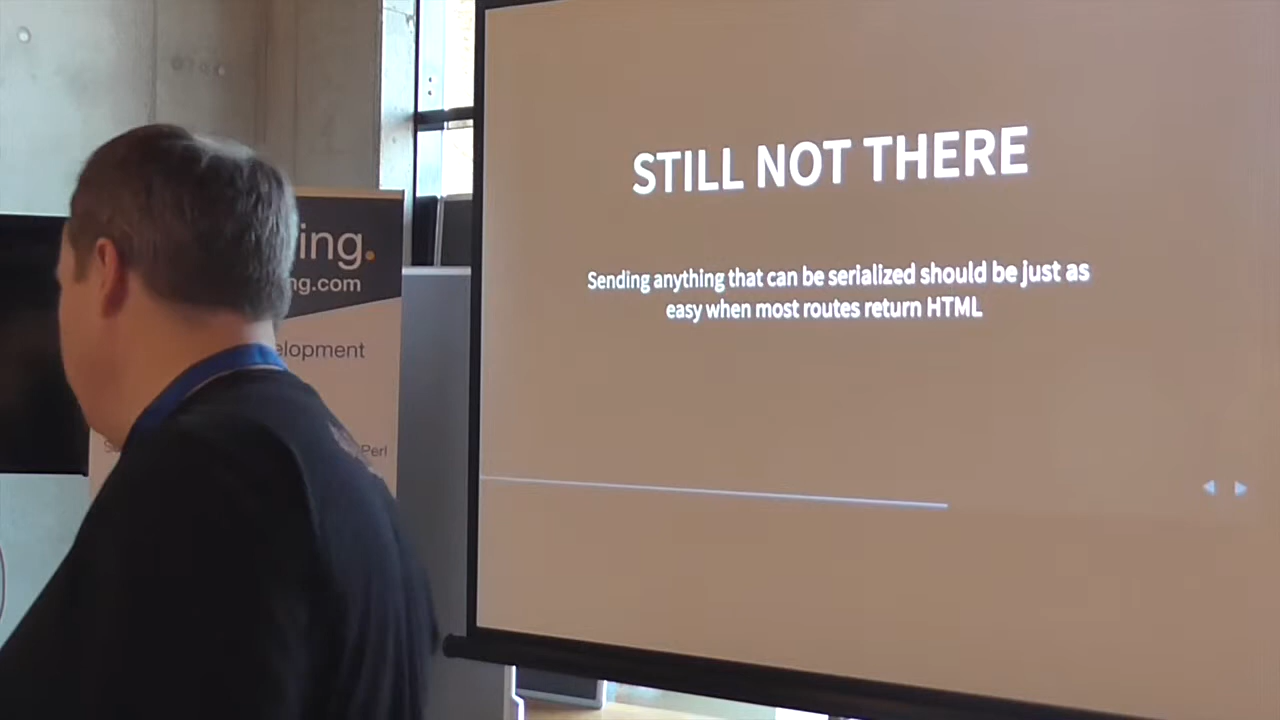 ing.
ng.com
elopment
Perl
STILL NOT THERE
Sending anything that can be serialized should be just as
easy when most routes return HTML